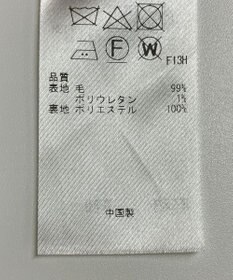 F W
F13H
品質
表地 毛 99%
ポリウレタン 1%
裏地 ポリエステル 100%
中国製